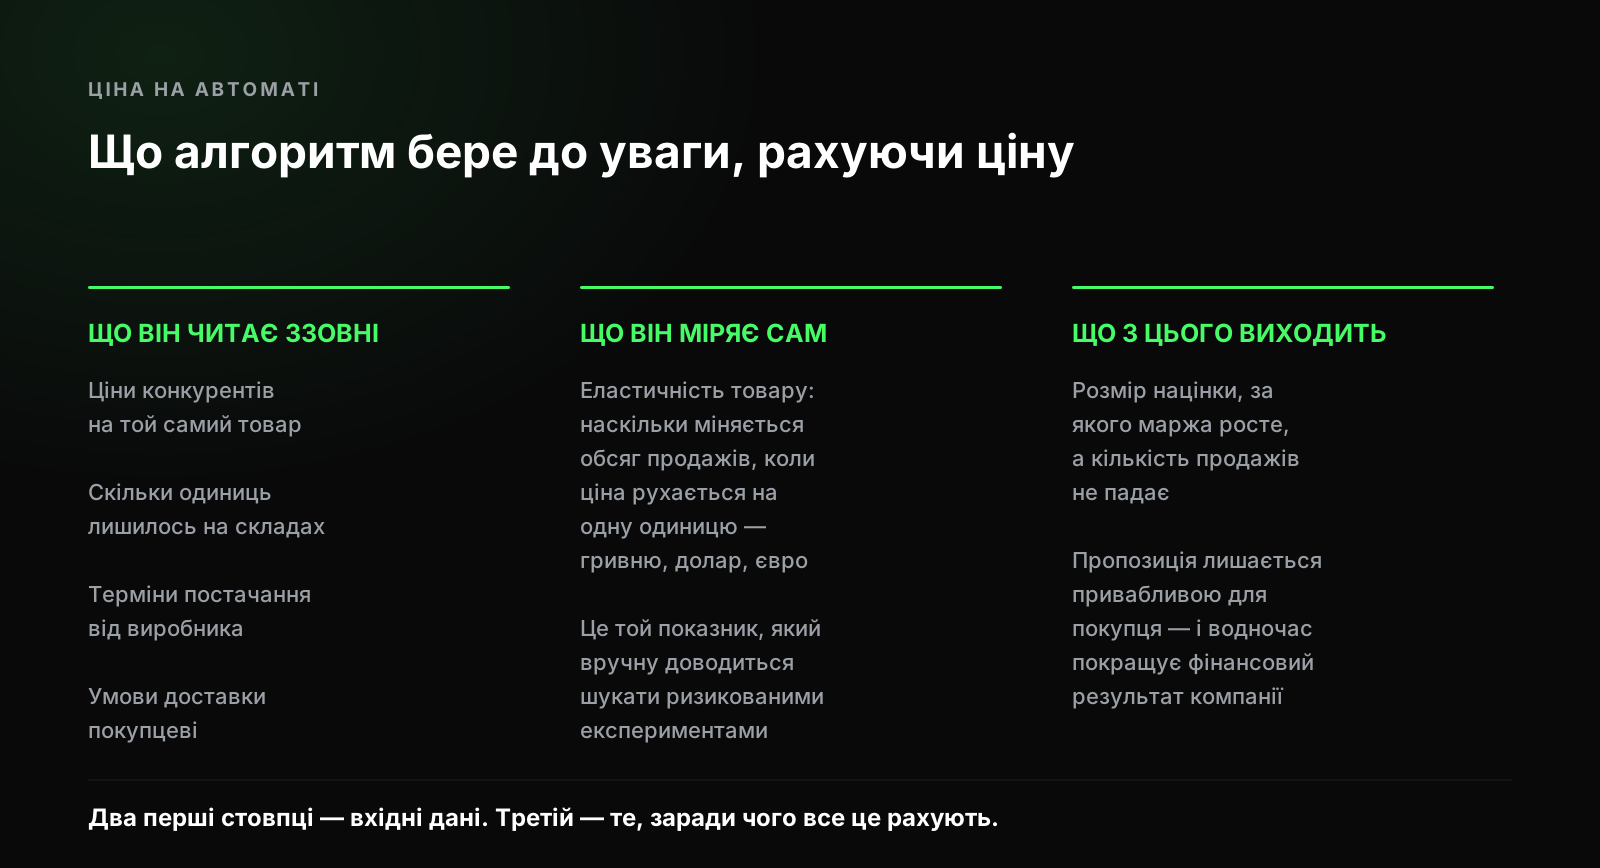 ЦІНА НА АВТОМАТІ
Що алгоритм бере до уваги, рахуючи ціну
ЩО ВІН ЧИТАЄ ЗЗОВНІ
Ціни конкурентів
на той самий товар
Скільки одиниць
лишилось на складах
Терміни постачання
від виробника
Умови доставки
покупцеві
ЩО ВІН МІРЯЄ САМ
Еластичність товару:
наскільки міняється
обсяг продажів, коли
ціна рухається на
одну одиницю —
гривню, долар, євро
Це той показник, який
вручну доводиться
шукати ризикованими
експериментами
ЩО З ЦЬОГО ВИХОДИТЬ
Розмір націнки, за
якого маржа росте,
а кількість продажів
не падає
Пропозиція лишається
привабливою для
покупця — і водночас
покращує фінансовий
результат компанії
Два перші стовпці — вхідні дані. Третій — те, заради чого все це рахують.